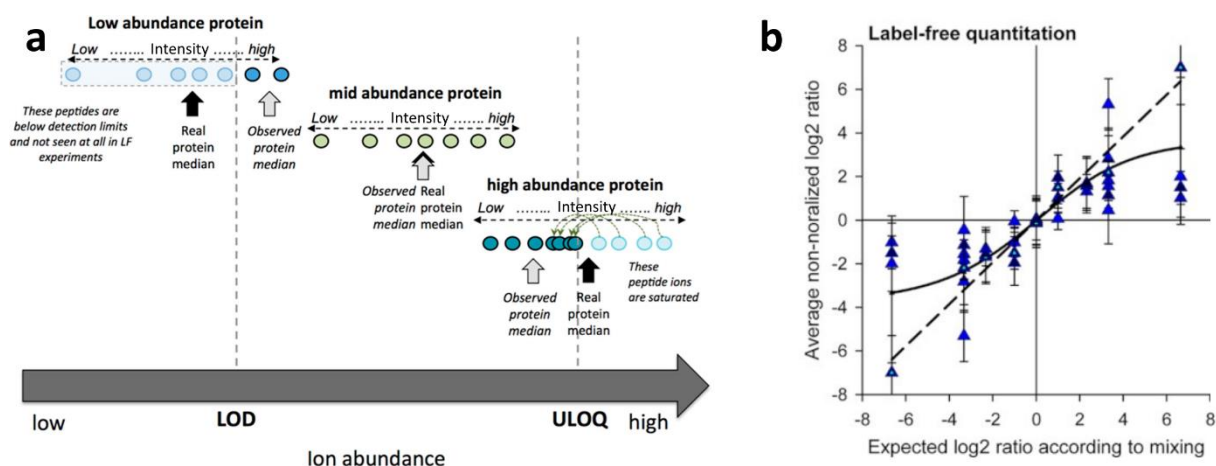 a
Low abundance protein
Low ........ Intensity ....... high
These peptides are
below detection limits
and not seen at all in LF
experiments
Real
protein
median
Observed
protein
median
mid abundance protein
Low ........ Intensity ....... high
Observed Real
protein protein
median median
high abundance protein
Low ........ Intensity ....... high
Observed
protein
median
Real
protein
median
These
peptide ions
are saturated
low
LOD
ULOQ
high
Ion abundance
b
Label-free quantitation
Average non-noralized log2 ratio
8
6
4
2
0
-2
-4
-6
-8
-8 -6 -4 -2 0 2 4 6 8
Expected log2 ratio according to mixing